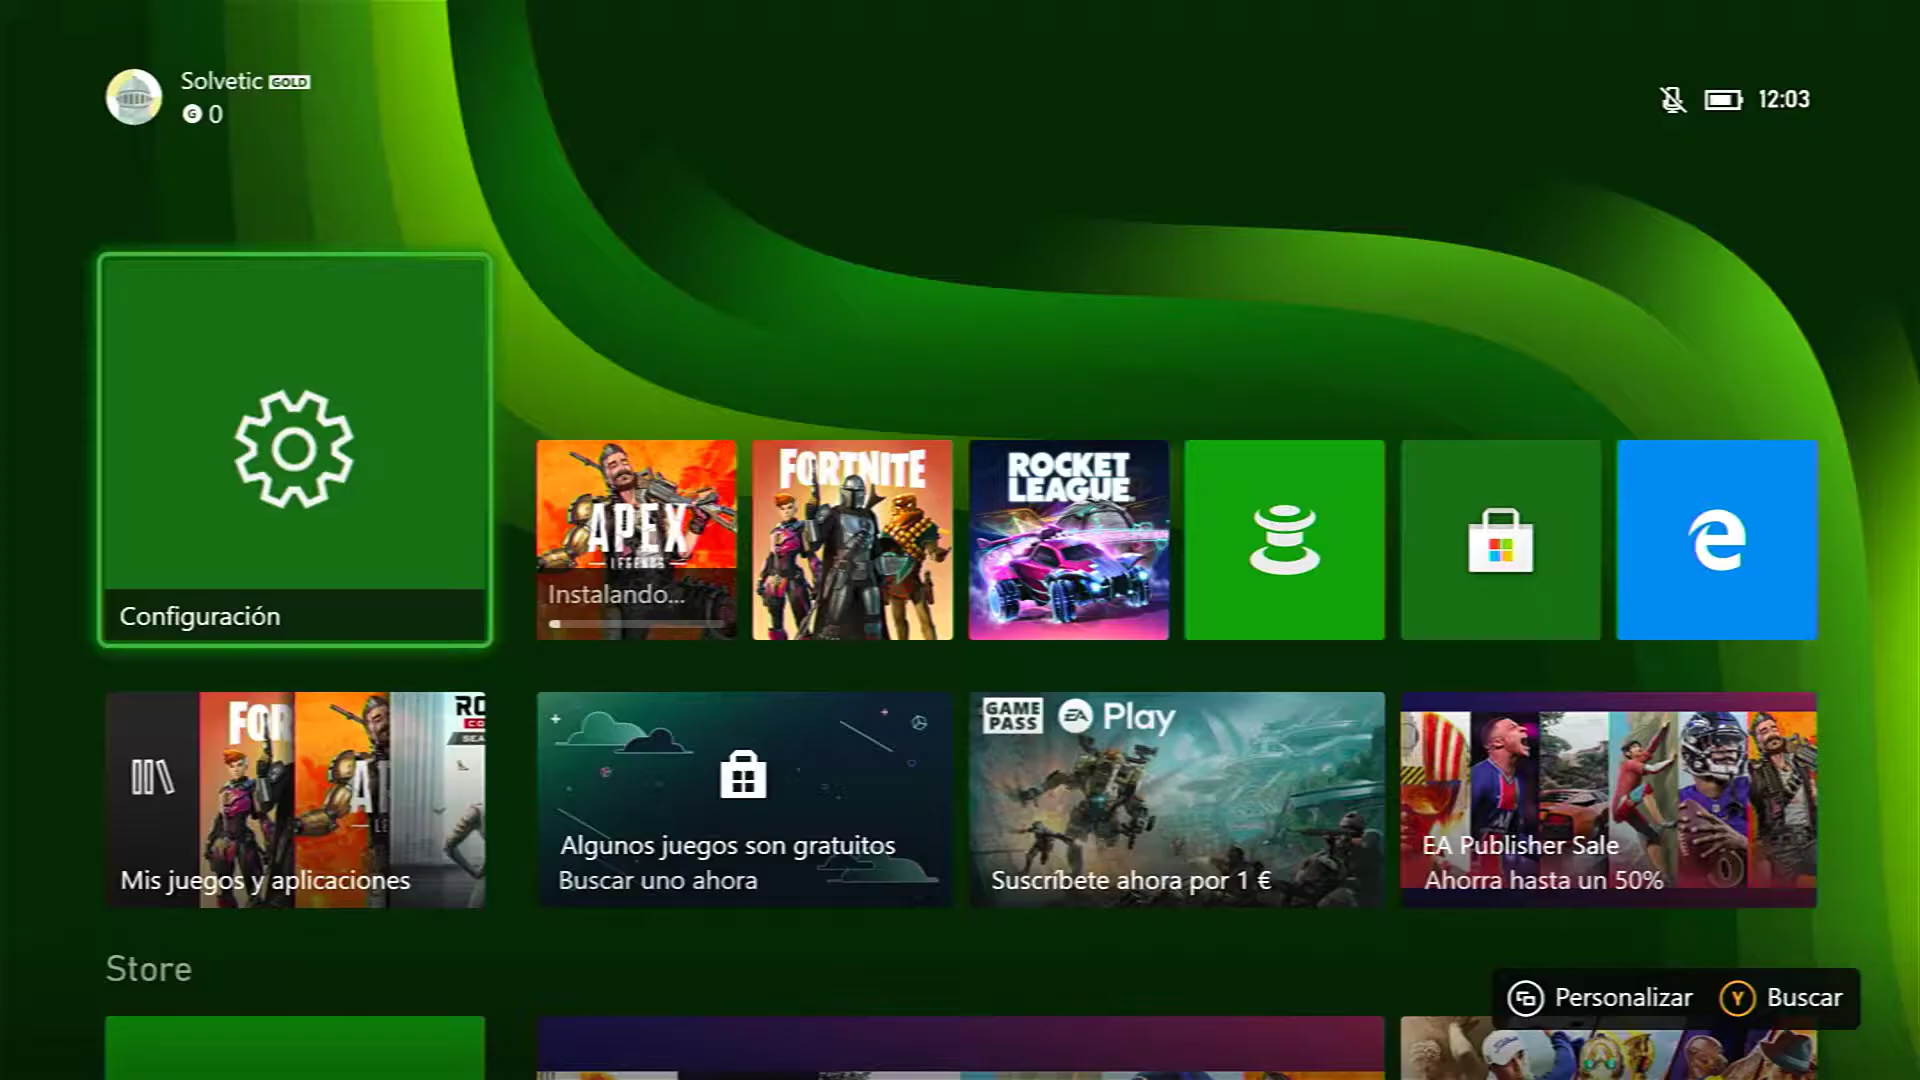 Solvetic GOLD
G 0
12:03
Configuración
APEX
LEGENDS
Instalando...
FORTNITE
ROCKET
LEAGUE
FOR
Mis juegos y aplicaciones
Algunos juegos son gratuitos
Buscar uno ahora
GAME
PASS
EA Play
Suscríbete ahora por 1 €
EA Publisher Sale
Ahorra hasta un 50%
Store
Personalizar
Y Buscar